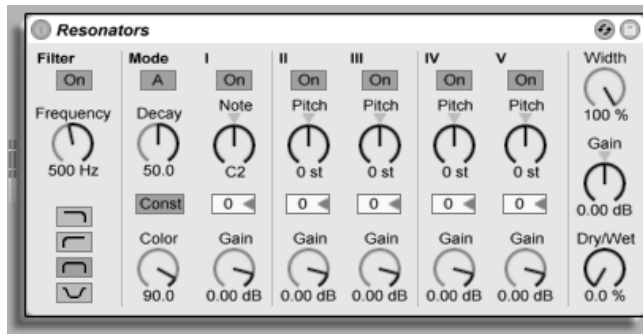 Resonators
Filter Mode I II III IV V Width
On A On On On On On
Frequency Decay Note Pitch Pitch Pitch Pitch
100 %
Gain
500 Hz 50.0 C2 0 st 0 st 0 st 0 st
Const 0 0 0 0 0
0.00 dB
Color Gain Gain Gain Gain Gain Dry/Wet
90.0 0.00 dB 0.00 dB 0.00 dB 0.00 dB 0.00 dB 0.0 %